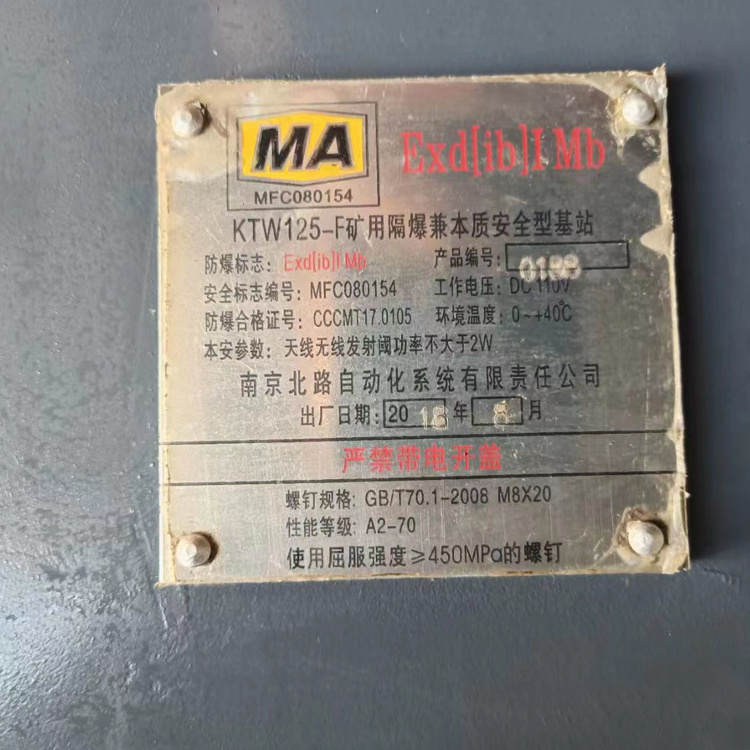 MA
MFC080154
Exd[ib]I Mb
KTW125-F矿用隔爆兼本质安全型基站
防爆标志: Exd[ib]I Mb 产品编号:
安全标志编号: MFC080154 工作电压: DC 110V
防爆合格证号: CCCMT17.0105 环境温度: 0~+40℃
本安参数: 天线无线发射阈功率不大于2W
南京北路自动化系统有限责任公司
出厂日期: 2018年8月
严禁带电开盖
螺钉规格: GB/T70.1-2008 M8X20
性能等级: A2-70
使用屈服强度≥450MPa的螺钉